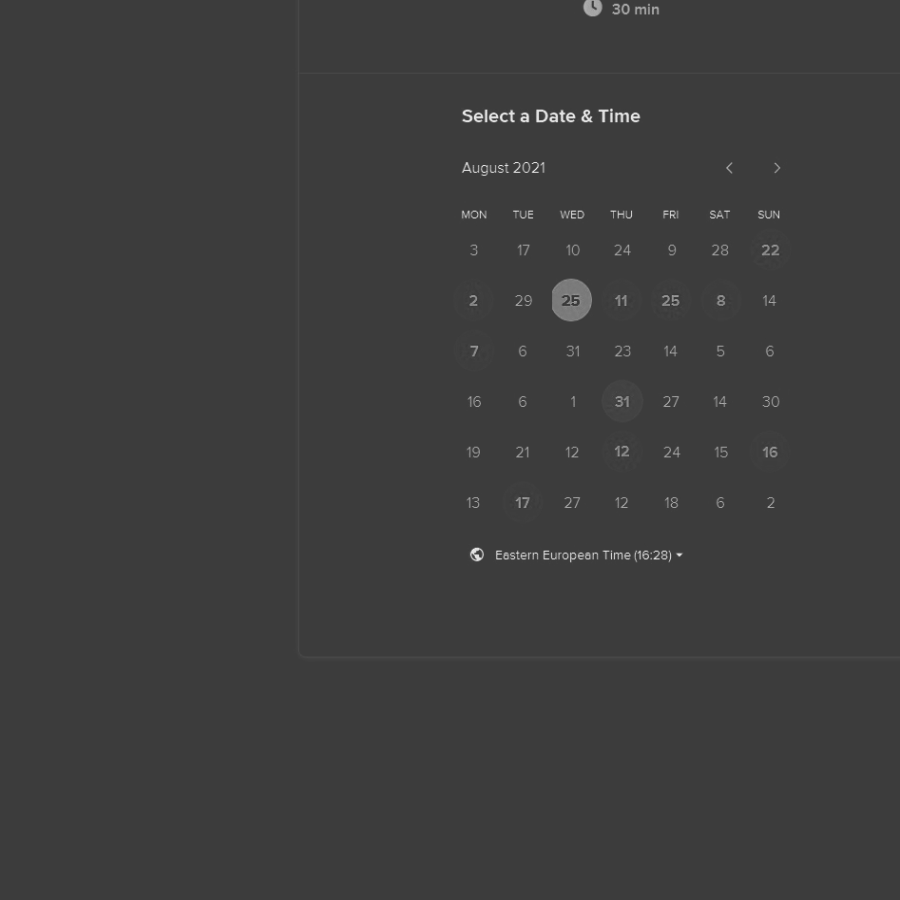 30 min
Select a Date & Time
August 2021
MON TUE WED THU FRI SAT SUN
3 17 10 24 9 28 22
2 29 25 11 25 8 14
7 6 31 23 14 5 6
16 6 1 31 27 14 30
19 21 12 12 24 15 16
13 17 27 12 18 6 2
Eastern European Time (16:28)